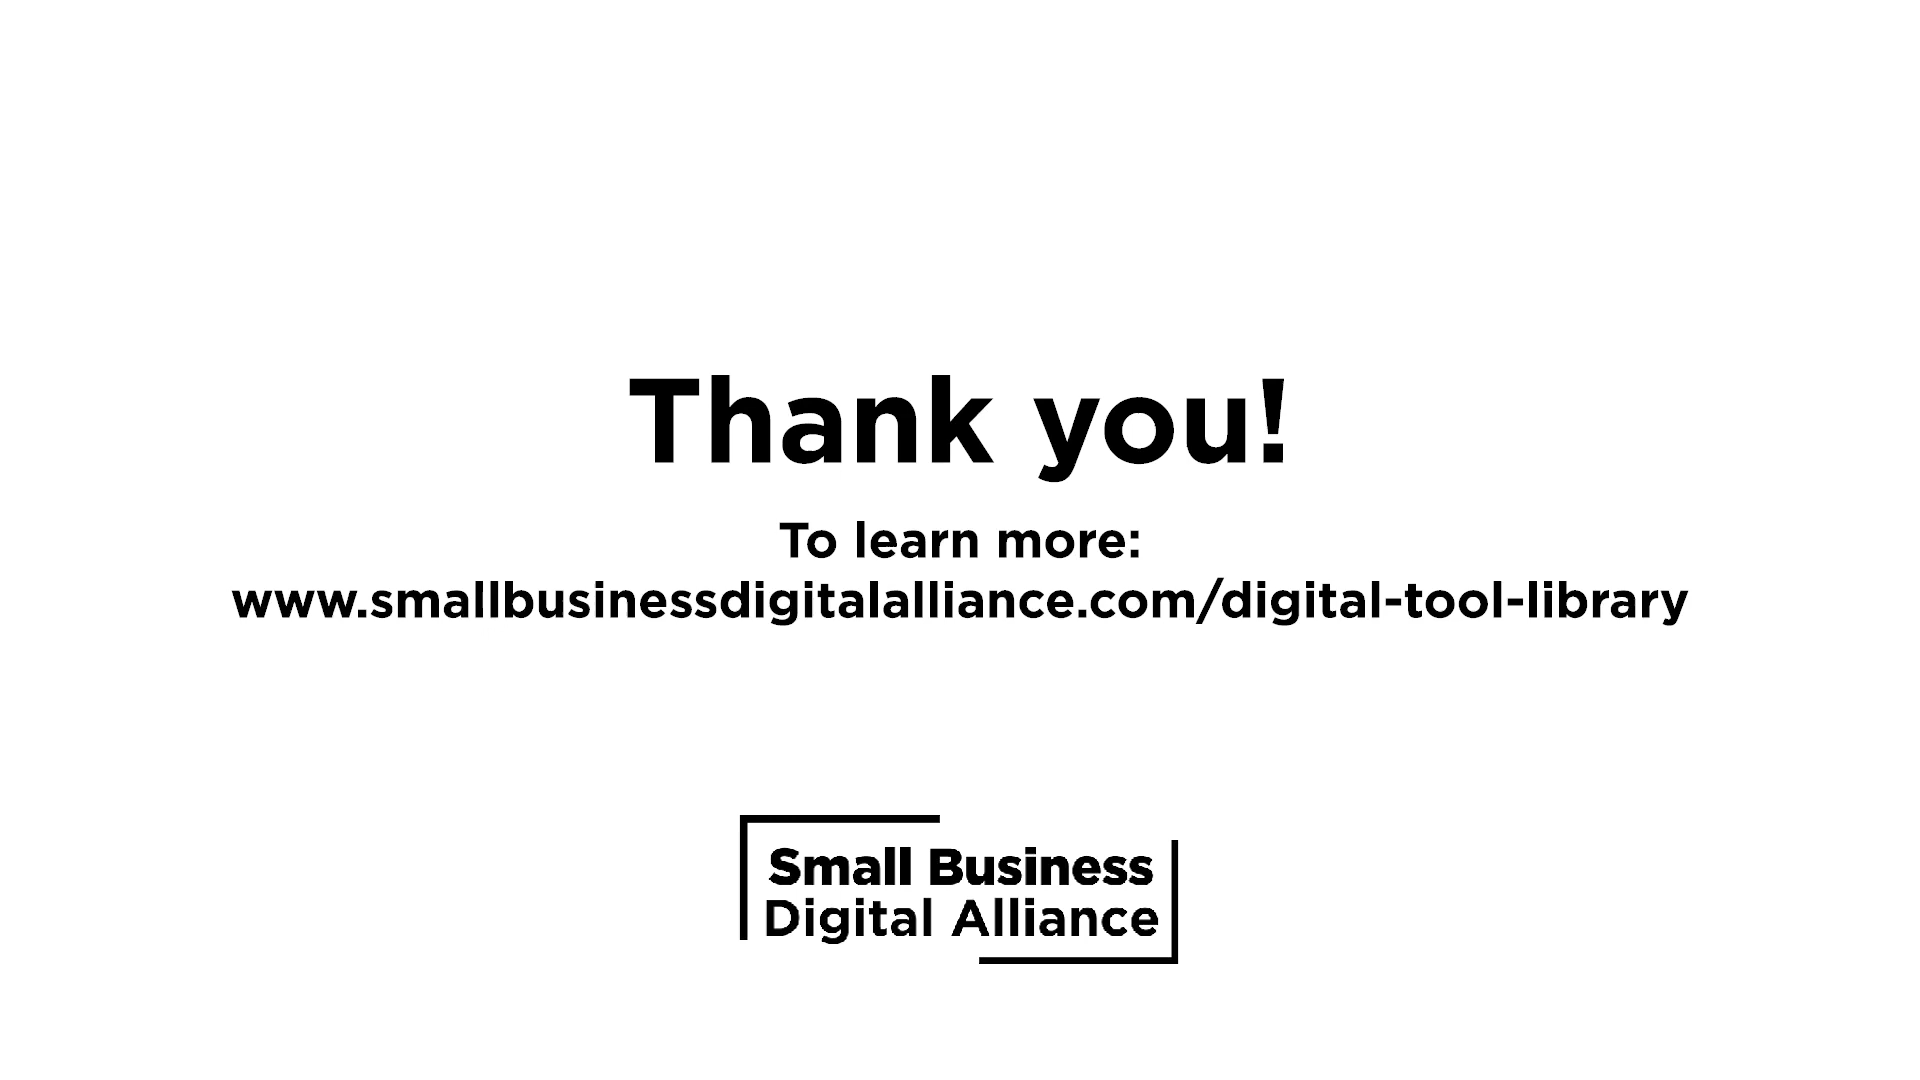 Thank you!
To learn more:
www.smallbusinessdigitalalliance.com/digital-tool-library
Small Business
Digital Alliance